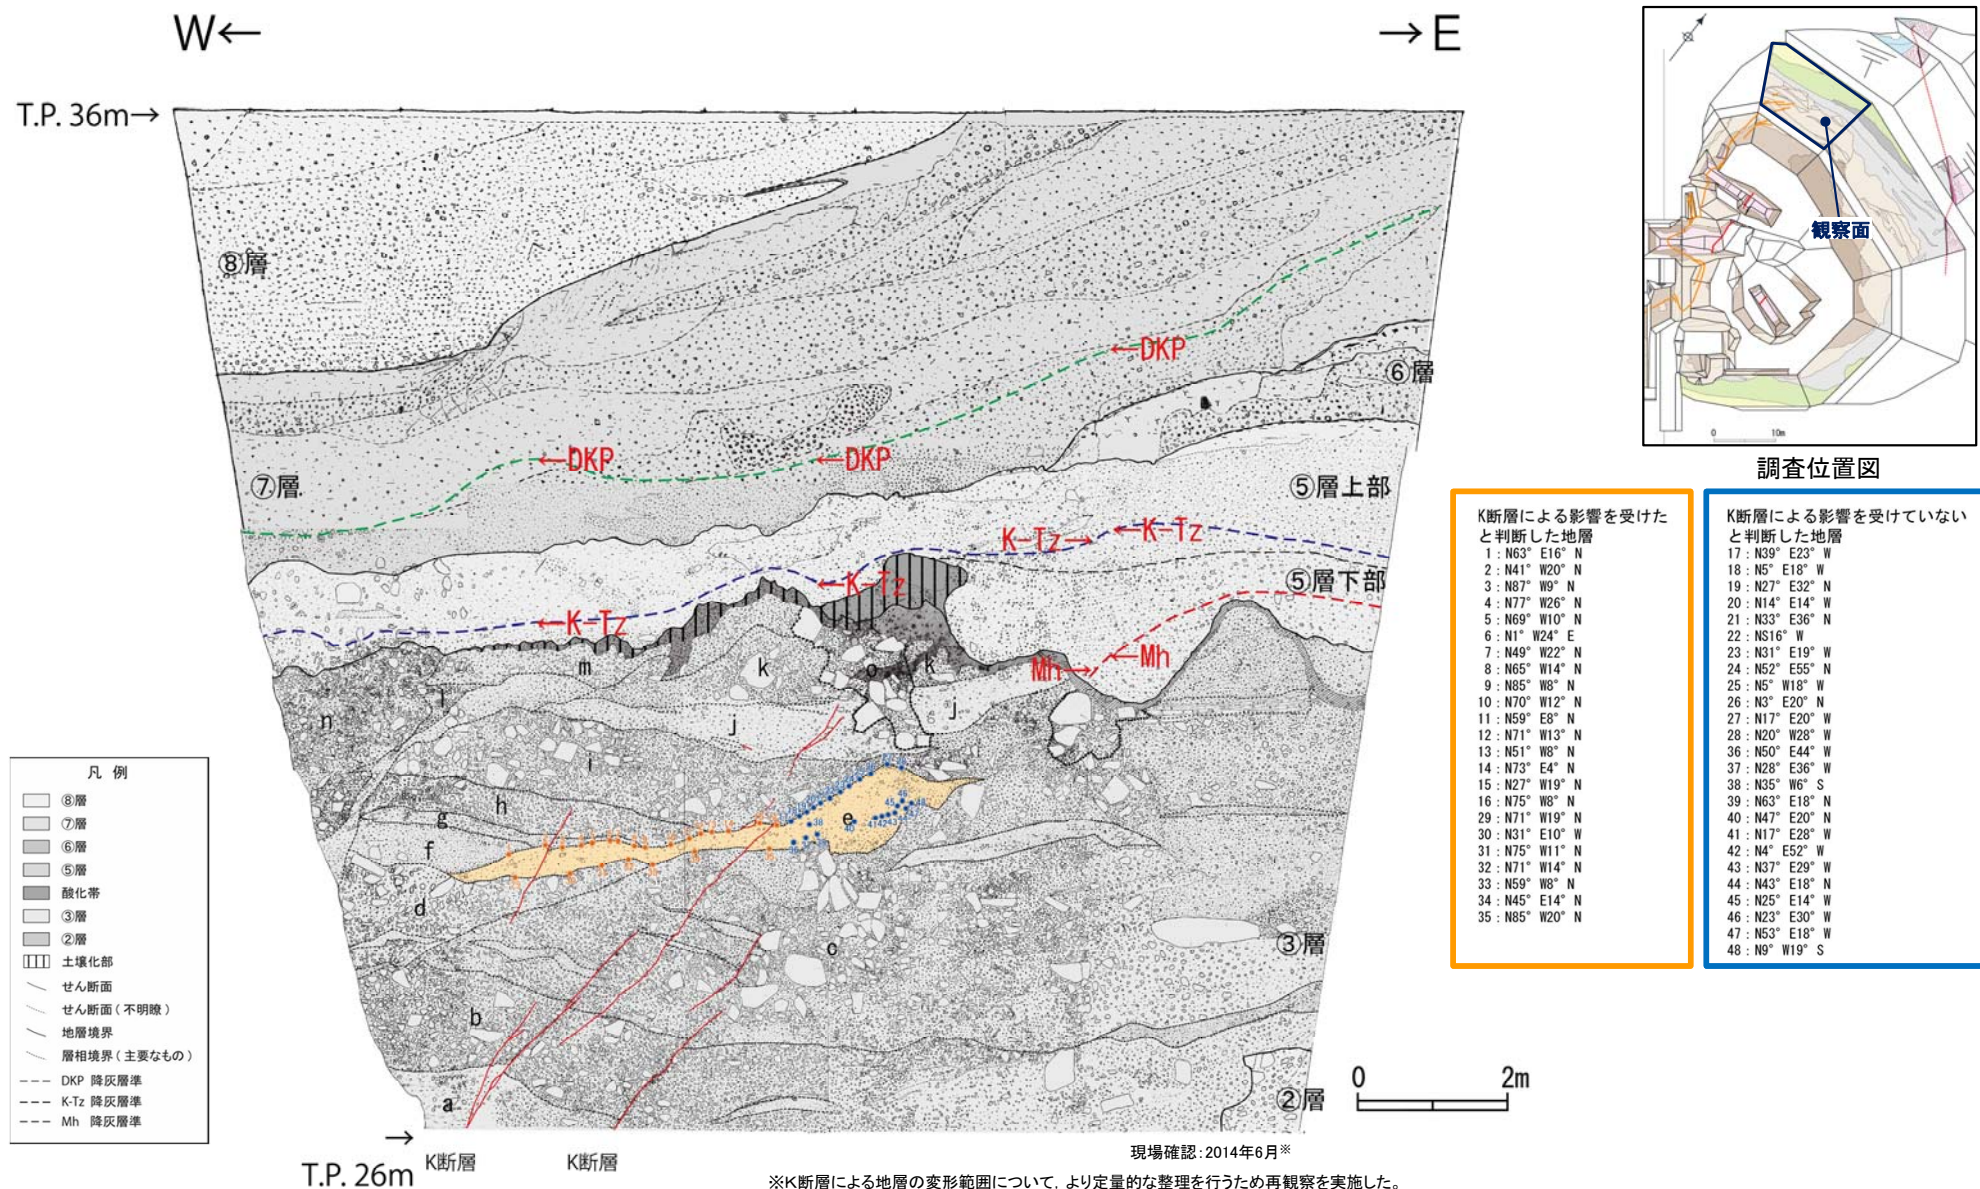 W←
→E
T.P. 36m→
⑧層
←DKP
←DKP
←DKP
⑥層
⑦層
⑤層上部
K-Tz→
←K-Tz
←K-Tz
←K-Tz
⑤層下部
Mh→
←Mh
m
k
o
k
l
n
j
j
i
h
g
e
f
d
c
③層
b
a
②層
→
T.P. 26m
K断層
K断層
0
2m
観察面
0
10m
調査位置図
凡 例
⑧層
⑦層
⑥層
⑤層
酸化帯
③層
②層
土壌化部
せん断面
せん断面(不明瞭)
地層境界
層相境界(主要なもの)
DKP 降灰層準
K-Tz 降灰層準
Mh 降灰層準
K断層による影響を受けた
と判断した地層
1:N63° E16° N
2:N41° W20° N
3:N87° W9° N
4:N77° W26° N
5:N69° W10° N
6:N1° W24° E
7:N49° W22° N
8:N65° W14° N
9:N85° W8° N
10:N70° W12° N
11:N59° E8° N
12:N71° W13° N
13:N51° W8° N
14:N73° E4° N
15:N27° W19° N
16:N75° W8° N
29:N71° W19° N
30:N31° E10° W
31:N75° W11° N
32:N71° W14° N
33:N59° W8° N
34:N45° E14° N
35:N85° W20° N
K断層による影響を受けていない
と判断した地層
17:N39° E23° W
18:N5° E18° W
19:N27° E32° N
20:N14° E14° W
21:N33° E36° N
22:NS16° W
23:N31° E19° W
24:N52° E55° N
25:N5° W18° W
26:N3° E20° N
27:N17° E20° W
28:N20° W28° W
36:N50° E44° W
37:N28° E36° W
38:N35° W6° S
39:N63° E18° N
40:N47° E20° N
41:N17° E28° W
42:N4° E52° W
43:N37° E29° W
44:N43° E18° N
45:N25° E14° W
46:N23° E30° W
47:N53° E18° W
48:N9° W19° S
現場確認:2014年6月※
※K断層による地層の変形範囲について,より定量的な整理を行うため再観察を実施した。